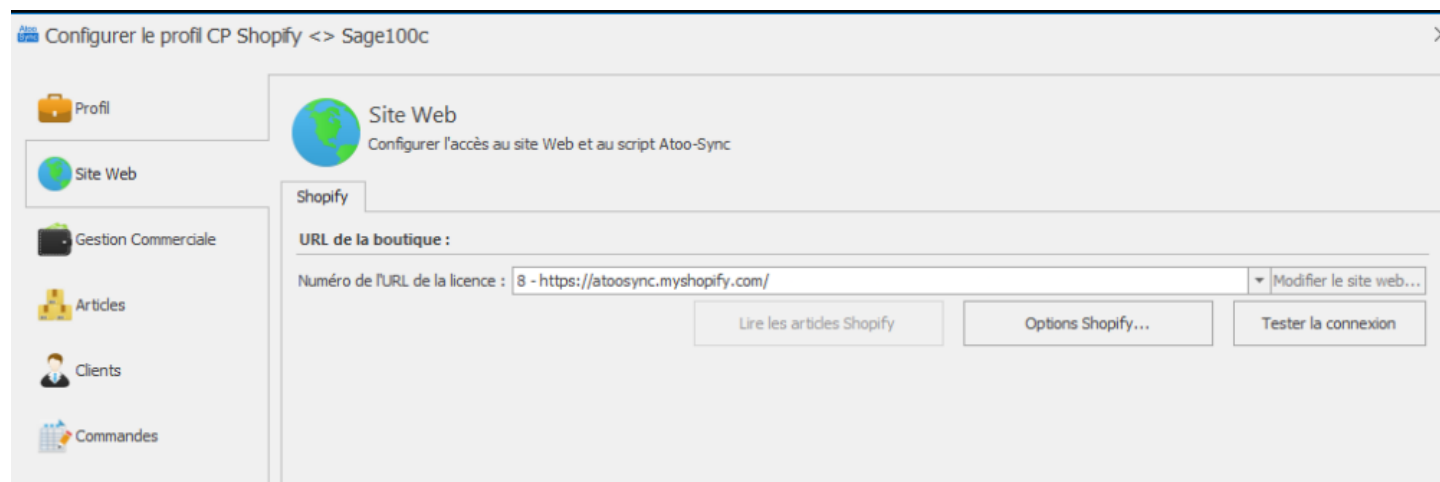 Atoo Sync Configurer le profil CP Shopify <> Sage100c
Profil
Site Web
Gestion Commerciale
Articles
Clients
Commandes
Site Web
Configurer l'accès au site Web et au script Atoo-Sync
Shopify
URL de la boutique :
Numéro de l'URL de la licence : 8 - https://atoosync.myshopify.com/ Modifier le site web...
Lire les articles Shopify Options Shopify... Tester la connexion